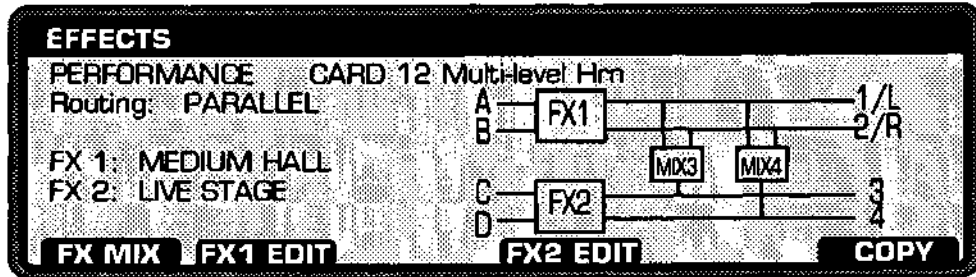 EFFECTS
PERFORMANCE CARD 12 Multi-level Hrn
Routing: PARALLEL
A
B
FX1
1/L
2/R
FX 1: MEDIUM HALL
MIX3 MIX4
FX 2: LIVE STAGE
C
D
FX2
3
4
FX MIX FX1 EDIT FX2 EDIT COPY